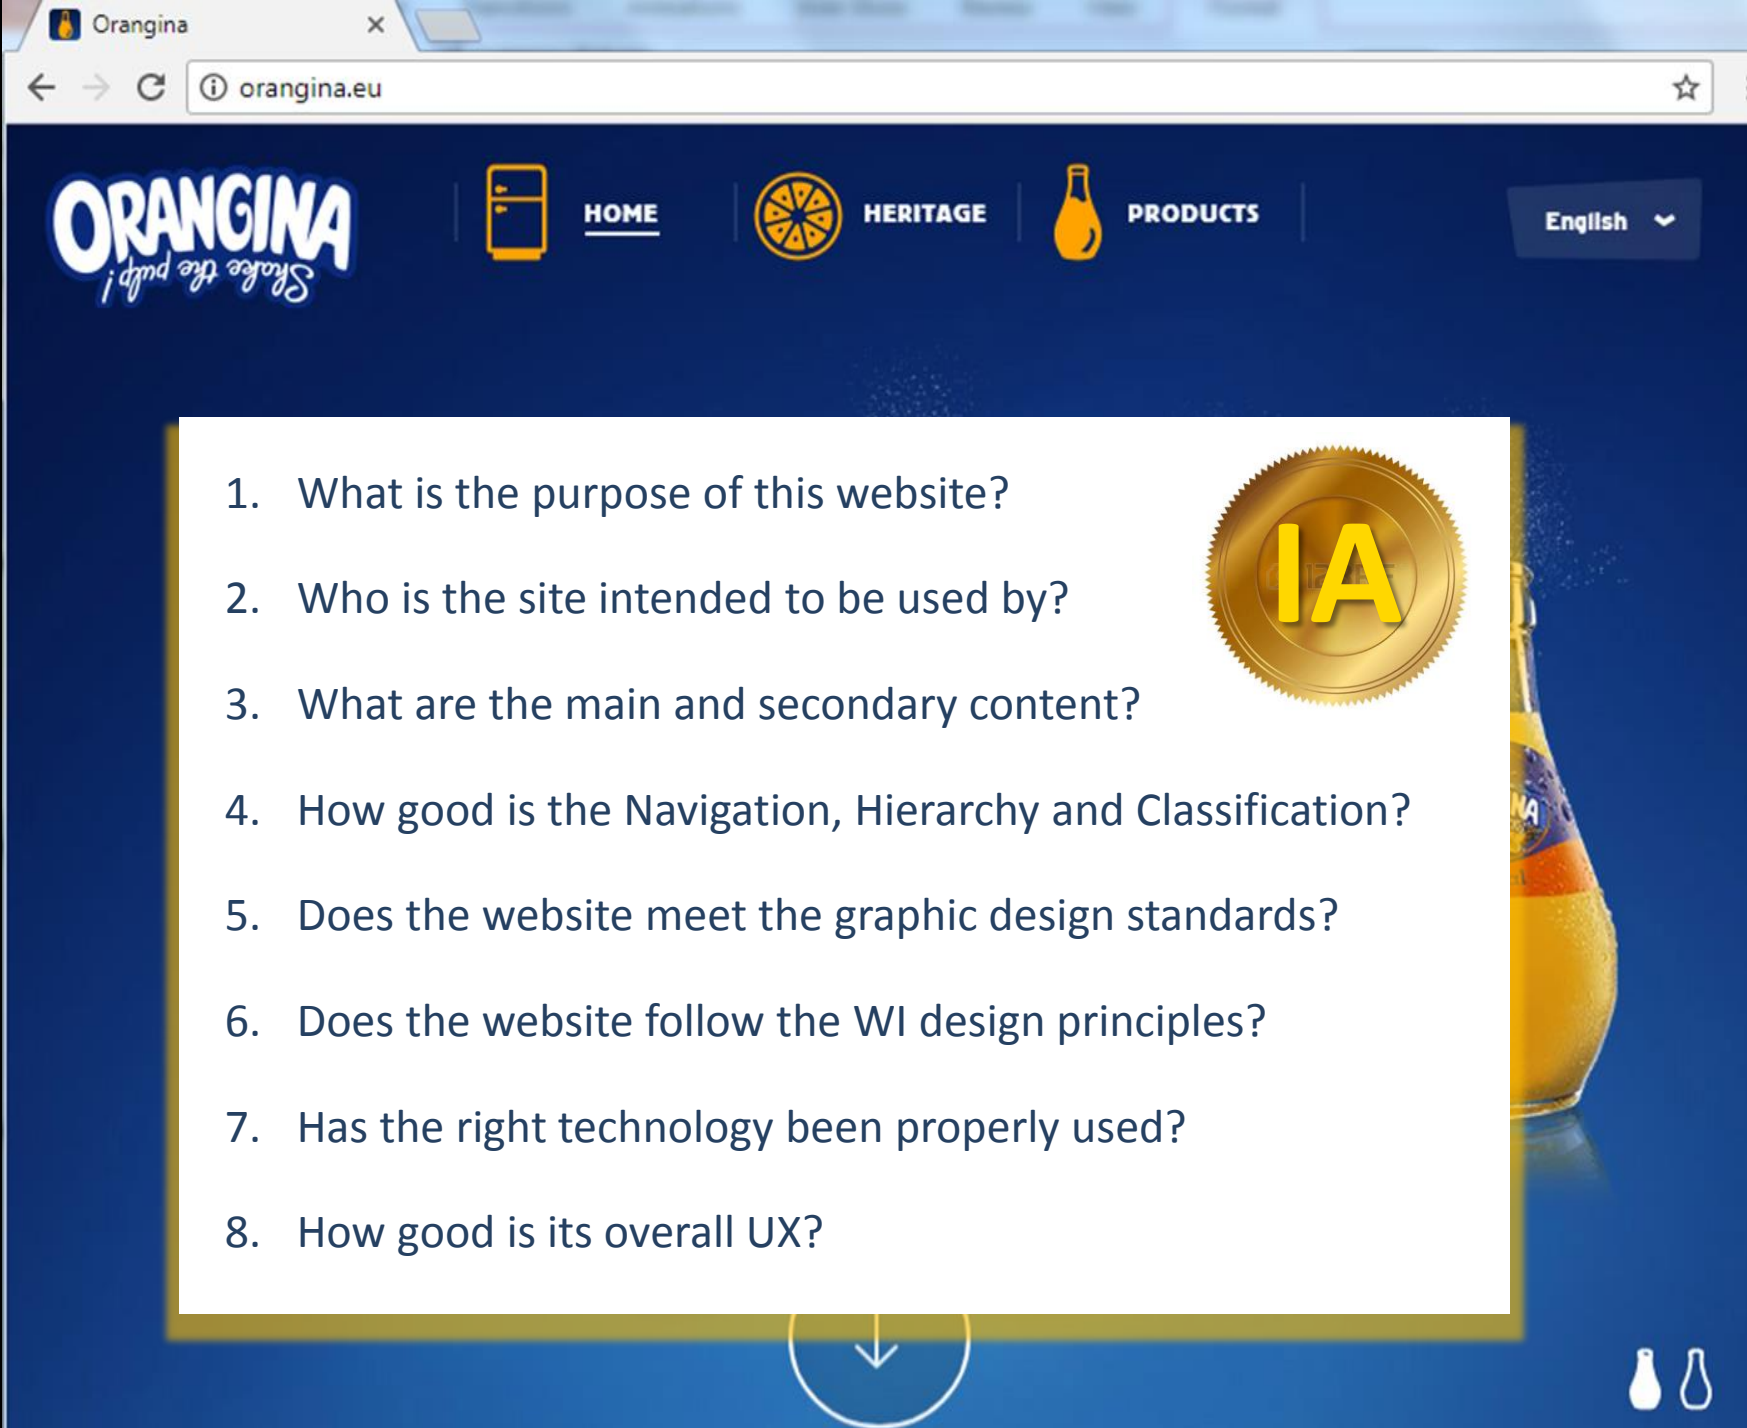 Orangina
orangina.eu
ORANGINA
Shake the pulp!
HOME
HERITAGE
PRODUCTS
English
1. What is the purpose of this website?
2. Who is the site intended to be used by?
3. What are the main and secondary content?
4. How good is the Navigation, Hierarchy and Classification?
5. Does the website meet the graphic design standards?
6. Does the website follow the WI design principles?
7. Has the right technology been properly used?
8. How good is its overall UX?
IA
NA